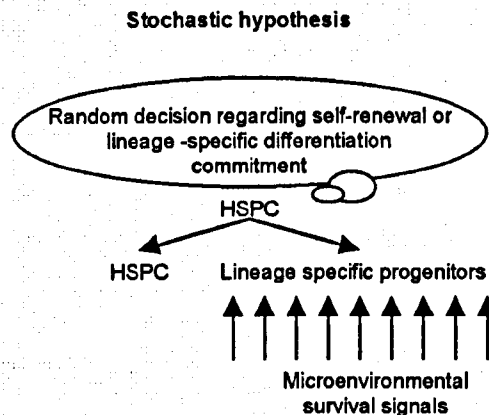 Stochastic hypothesis
Random decision regarding self-renewal or
lineage -specific differentiation
commitment
HSPC
HSPC Lineage specific progenitors
Microenvironmental
survival signals